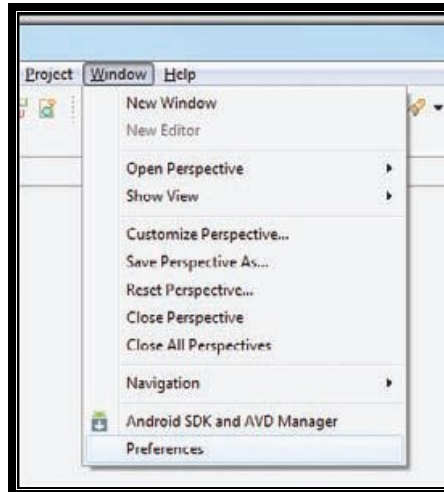 Project Window Help
New Window
New Editor
Open Perspective
Show View
Customize Perspective...
Save Perspective As...
Reset Perspective...
Close Perspective
Close All Perspectives
Navigation
Android SDK and AVD Manager
Preferences